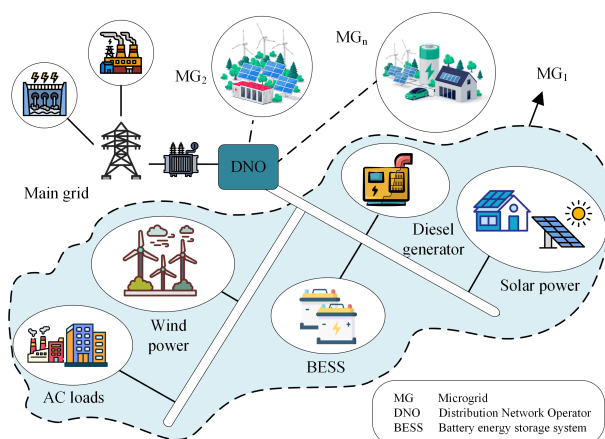 MG2
MGn
MG1
DNO
Main grid
Diesel
generator
Solar power
Wind
power
BESS
AC loads
MG Microgrid
DNO Distribution Network Operator
BESS Battery energy storage system